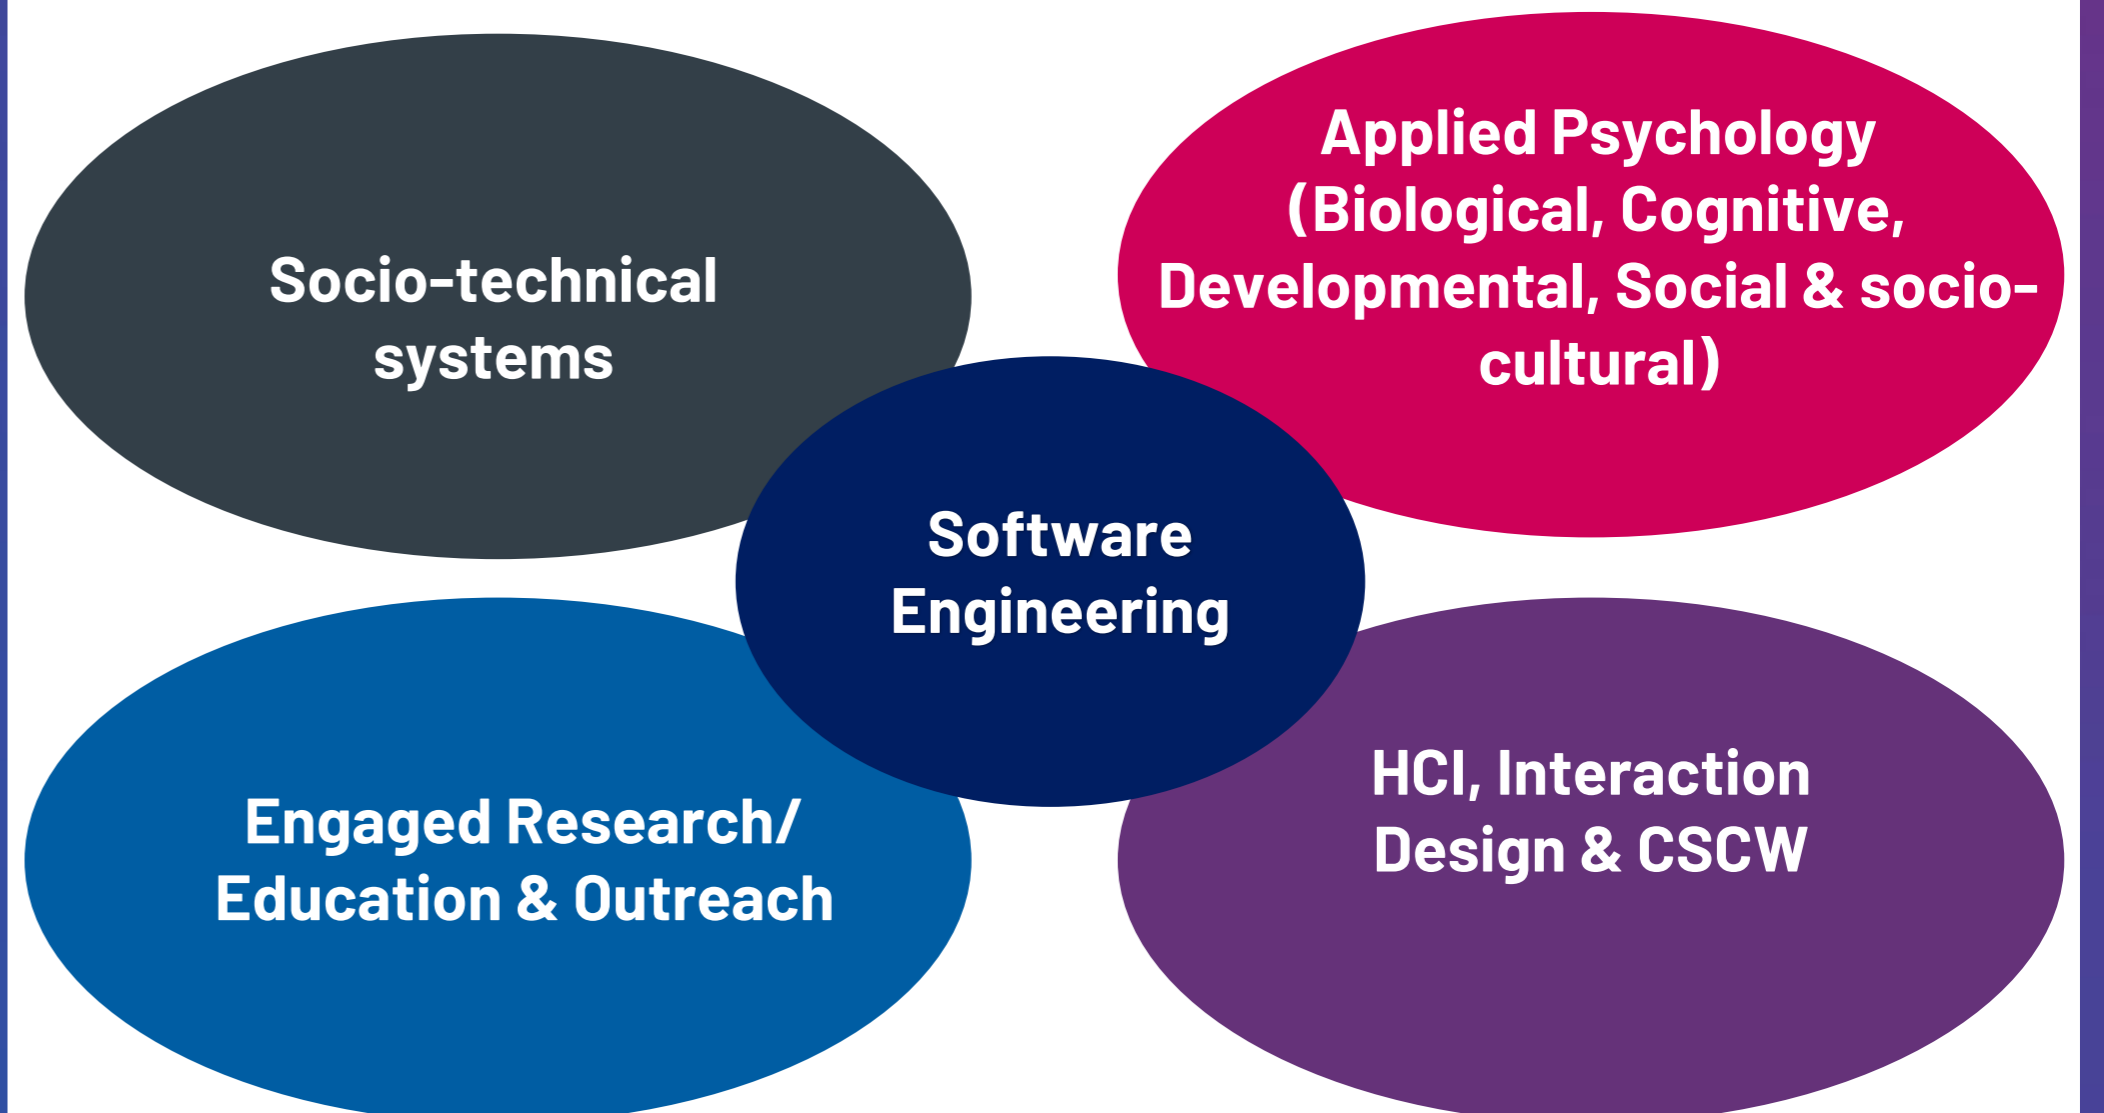 Socio-technical
systems
Applied Psychology
(Biological, Cognitive,
Developmental, Social & socio-
cultural)
Software
Engineering
Engaged Research/
Education & Outreach
HCI, Interaction
Design & CSCW